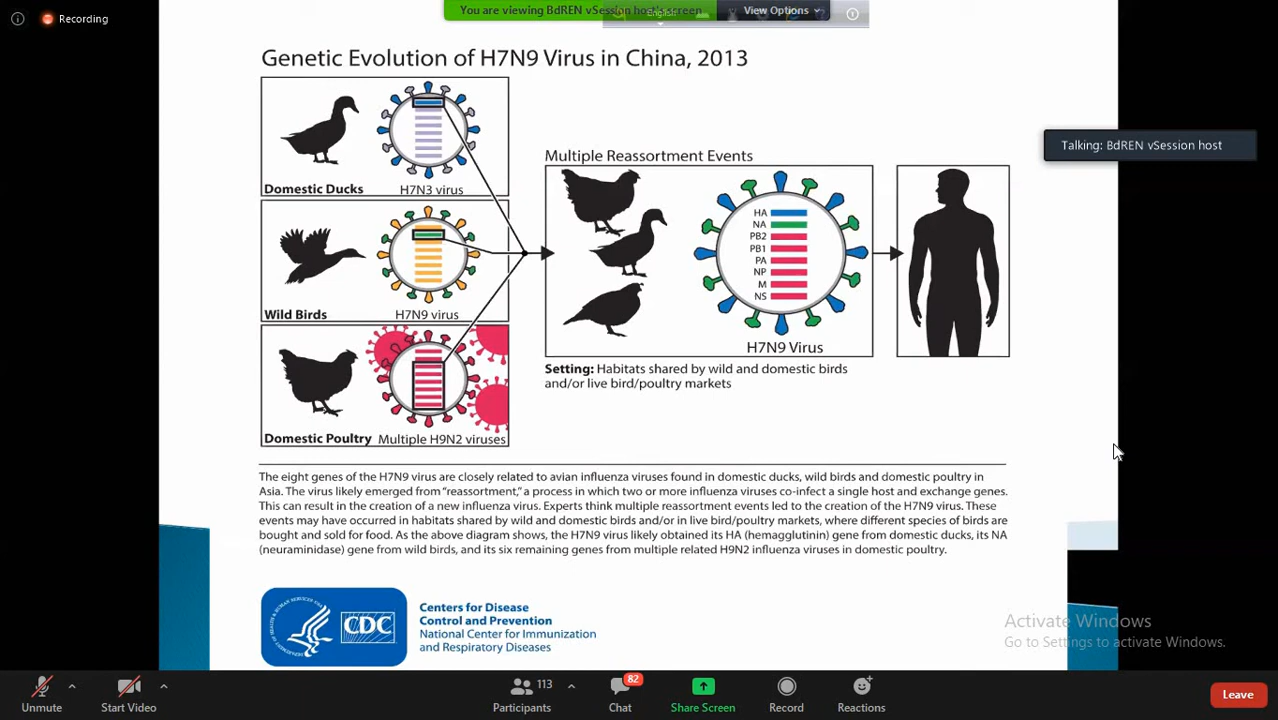 Recording
You are viewing BdREN vSession host's screen
English
View Options
Genetic Evolution of H7N9 Virus in China, 2013
Talking: BdREN vSession host
Domestic Ducks
H7N3 virus
Wild Birds
H7N9 virus
Domestic Poultry
Multiple H9N2 viruses
Multiple Reassortment Events
HA
NA
PB2
PB1
PA
NP
M
NS
H7N9 Virus
Setting: Habitats shared by wild and domestic birds
and/or live bird/poultry markets
The eight genes of the H7N9 virus are closely related to avian influenza viruses found in domestic ducks, wild birds and domestic poultry in
Asia. The virus likely emerged from "reassortment," a process in which two or more influenza viruses co-infect a single host and exchange genes.
This can result in the creation of a new influenza virus. Experts think multiple reassortment events led to the creation of the H7N9 virus. These
events may have occurred in habitats shared by wild and domestic birds and/or in live bird/poultry markets, where different species of birds are
bought and sold for food. As the above diagram shows, the H7N9 virus likely obtained its HA (hemagglutinin) gene from domestic ducks, its NA
(neuraminidase) gene from wild birds, and its six remaining genes from multiple related H9N2 influenza viruses in domestic poultry.
CDC
Centers for Disease
Control and Prevention
National Center for Immunization
and Respiratory Diseases
Activate Windows
Go to Settings to activate Windows.
Unmute
Start Video
113
Participants
82
Chat
Share Screen
Record
Reactions
Leave